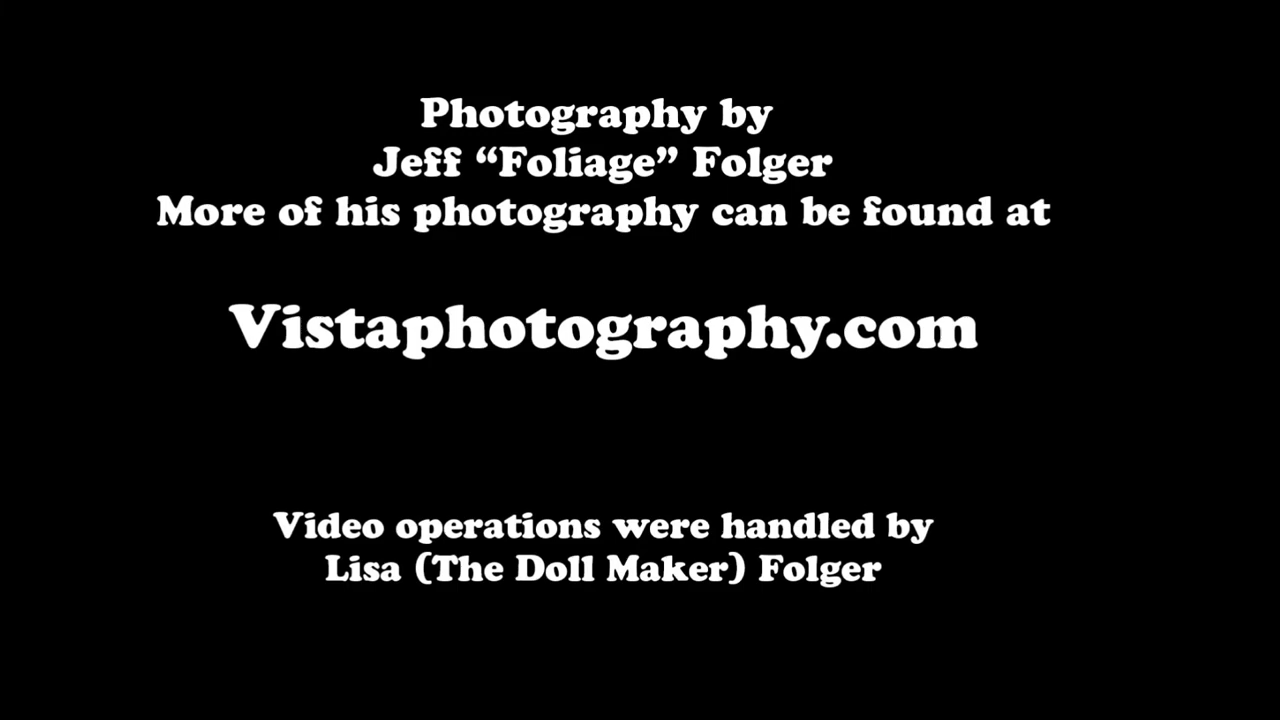 Photography by
Jeff “Foliage” Folger
More of his photography can be found at
Vistaphotography.com
Video operations were handled by
Lisa (The Doll Maker) Folger